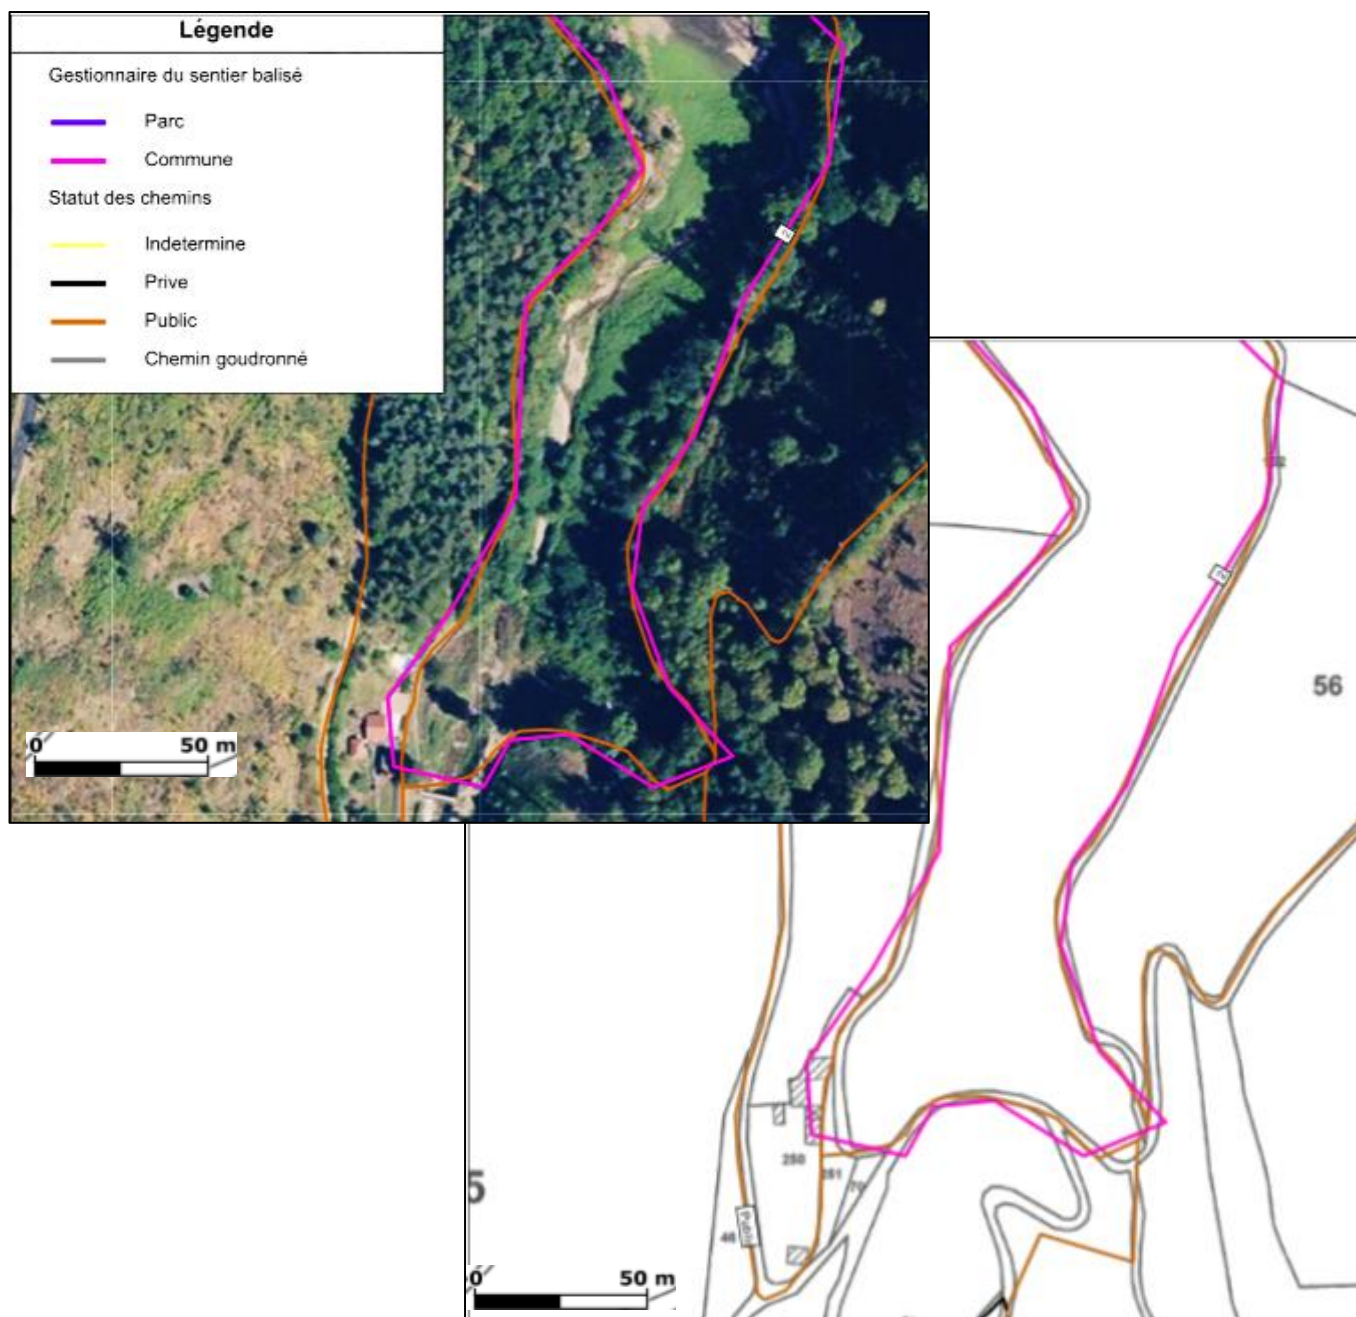 Légende
Gestionnaire du sentier balisé
Parc
Commune
Statut des chemins
Indetermine
Prive
Public
Chemin goudronné
0 50 m
56
250
251
70
46
Public
5
0 50 m